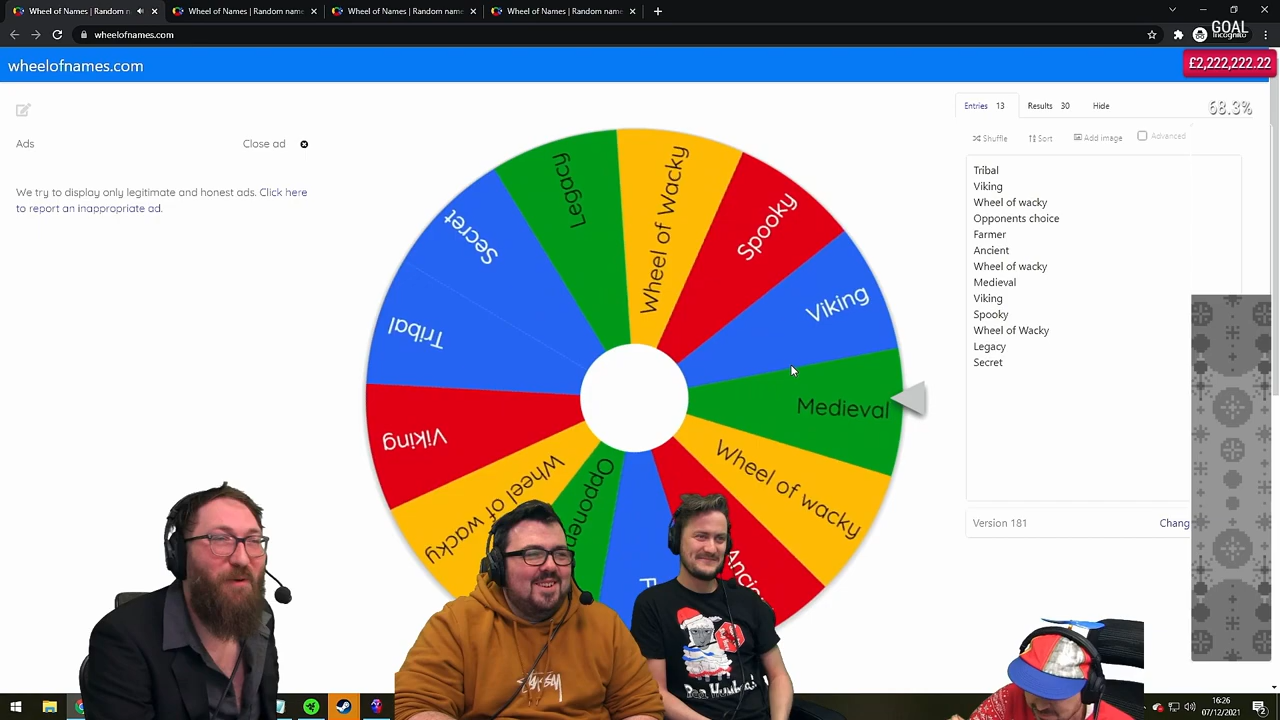 Wheel of Names | Random n
Wheel of Names | Random name
Wheel of Names | Random name
Wheel of Names | Random name
wheelofnames.com
GOAL
Incognito
wheelofnames.com
£2,222,222.22
68.3%
Ads
Close ad
We try to display only legitimate and honest ads. Click here
to report an inappropriate ad.
Entries 13
Results 30
Hide
Shuffle
Sort
Add image
Advanced
Tribal
Viking
Wheel of wacky
Opponents choice
Farmer
Ancient
Wheel of wacky
Medieval
Viking
Spooky
Wheel of Wacky
Legacy
Secret
Version 181
Chang
Legacy
Wheel of Wacky
Spooky
Viking
Medieval
Wheel of wacky
Anci
F
Opponen
Wheel of wacky
Viking
Tribal
Secret
16:26
07/12/2021